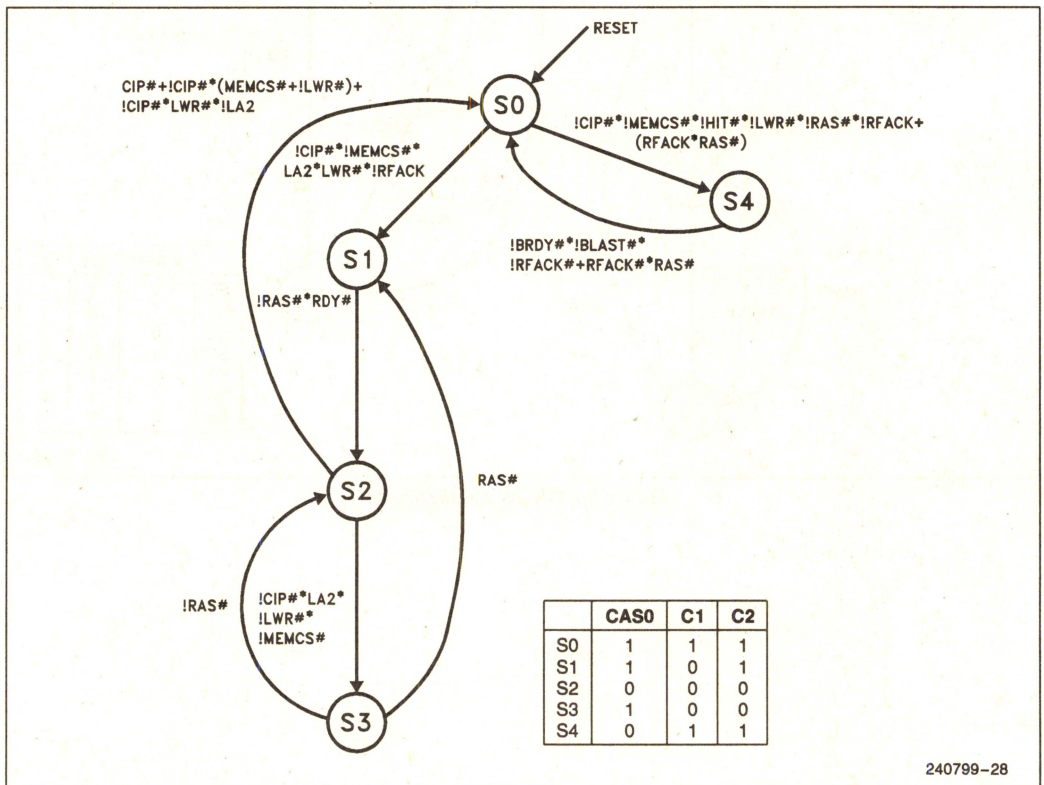 RESET
CIP#+!CIP#*(MEMCS#+!LWR#)+
!CIP#*LWR#*!LA2
S0
!CIP#*!MEMCS#*!HIT#*!LWR#*!RAS#*!RFACK+
(RFACK*RAS#)
!CIP#*!MEMCS#*
LA2*LWR#*!RFACK
S4
!BRDY#*!BLAST#*
!RFACK#+RFACK#*RAS#
S1
!RAS#*RDY#
S2
RAS#
!RAS#
!CIP#*LA2*
!LWR#*
!MEMCS#
S3
CAS0 C1 C2
S0 1 1 1
S1 1 0 1
S2 0 0 0
S3 1 0 0
S4 0 1 1
240799-28